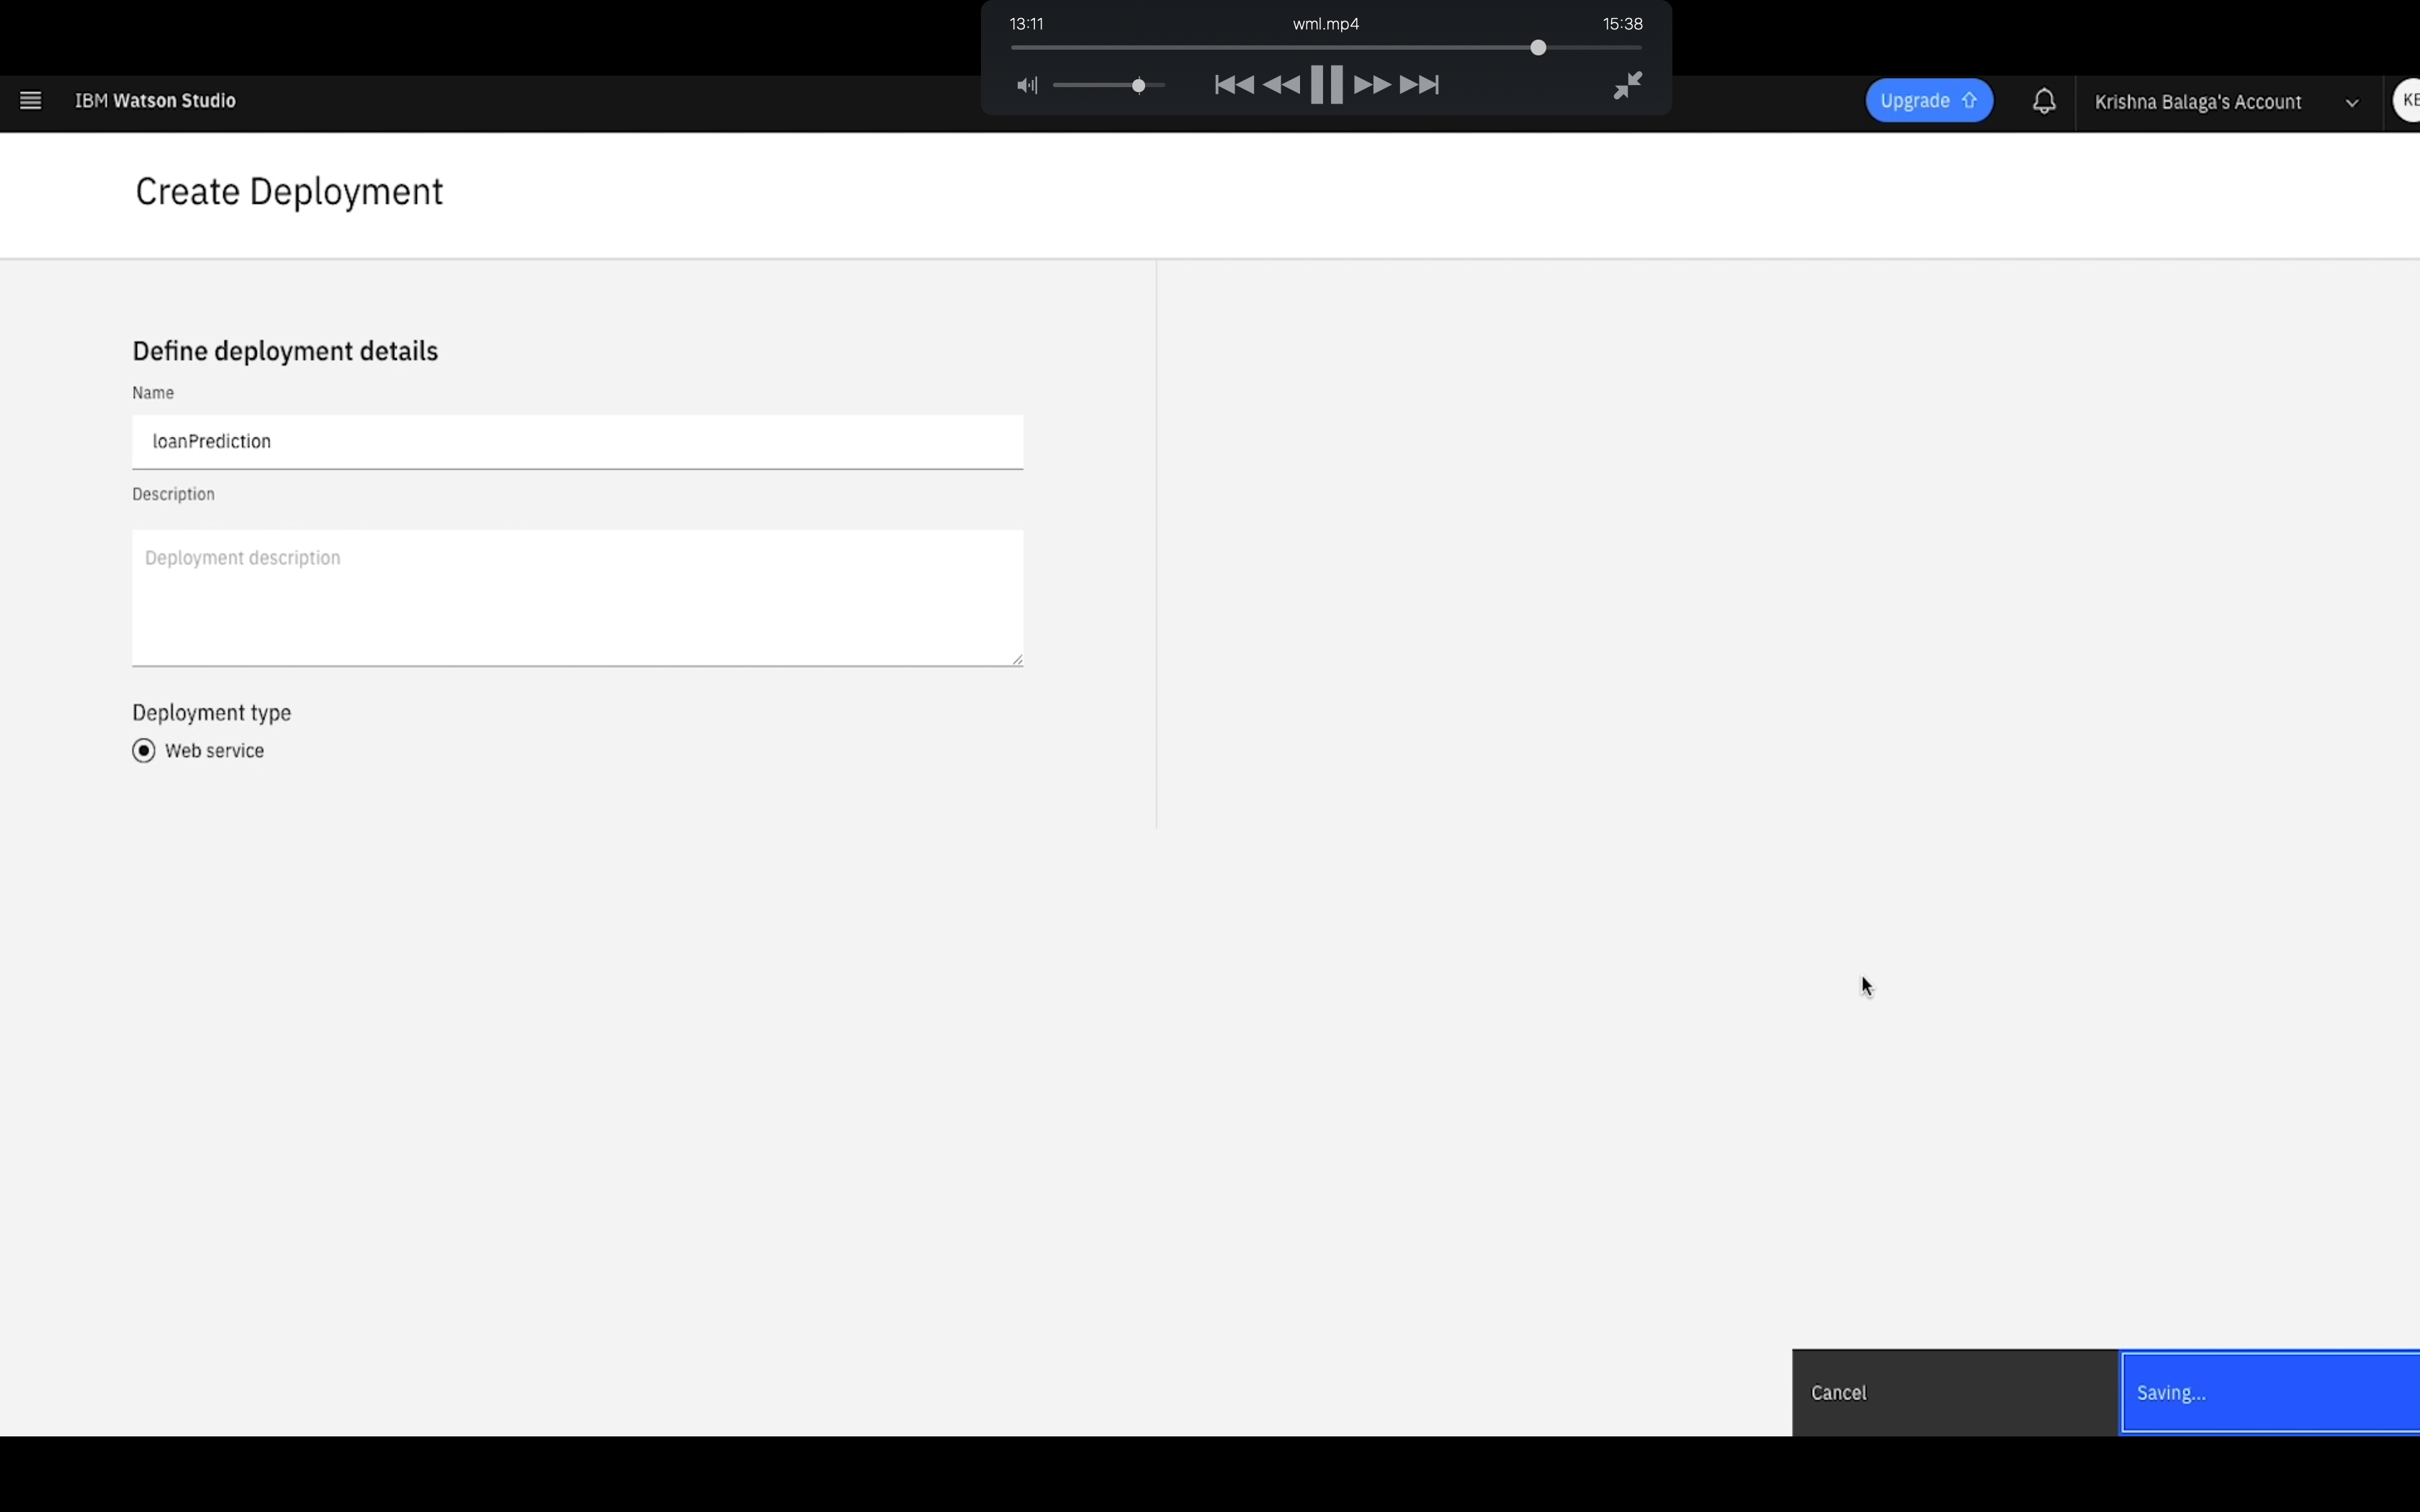 13:11 wml.mp4 15:38
IBM Watson Studio
Upgrade
Krishna Balaga's Account
Create Deployment
Define deployment details
Name
loanPrediction
Description
Deployment description
Deployment type
Web service
Cancel
Saving...